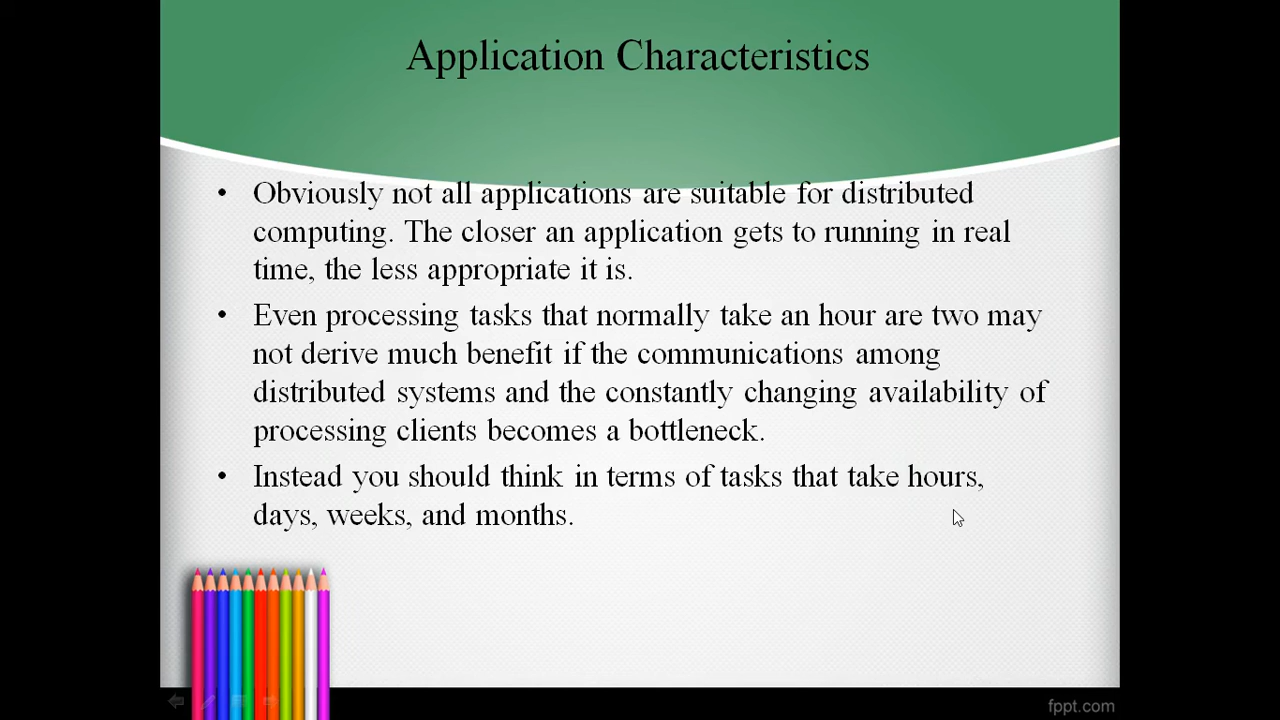 Application Characteristics
• Obviously not all applications are suitable for distributed
computing. The closer an application gets to running in real
time, the less appropriate it is.
• Even processing tasks that normally take an hour are two may
not derive much benefit if the communications among
distributed systems and the constantly changing availability of
processing clients becomes a bottleneck.
• Instead you should think in terms of tasks that take hours,
days, weeks, and months.
fppt.com